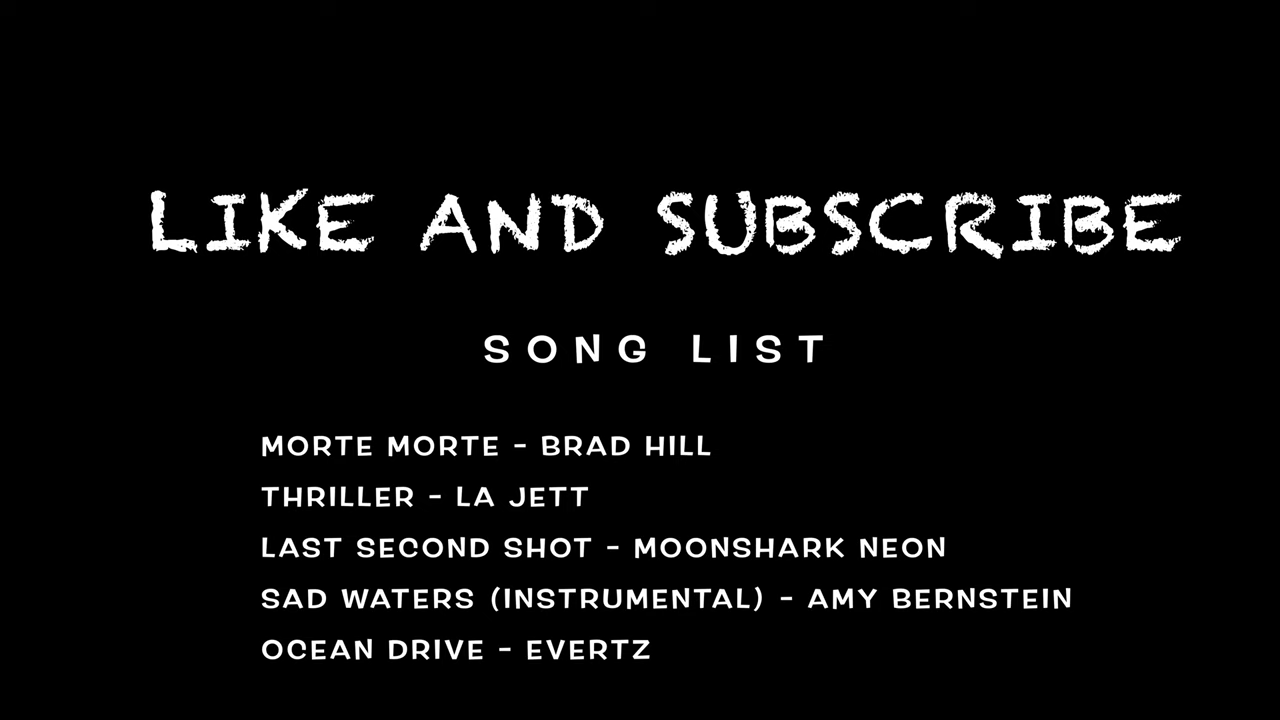 LIKE AND SUBSCRIBE
SONG LIST
MORTE MORTE - BRAD HILL
THRILLER - LA JETT
LAST SECOND SHOT - MOONSHARK NEON
SAD WATERS (INSTRUMENTAL) - AMY BERNSTEIN
OCEAN DRIVE - EVERTZ